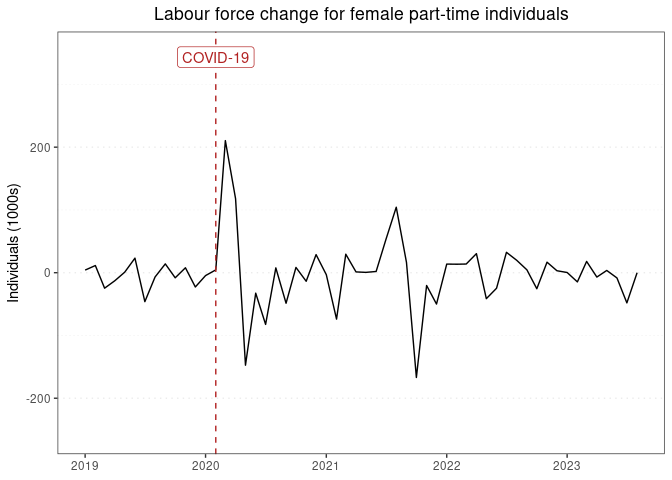 Labour force change for female part-time individuals
COVID-19
Individuals (1000s)
200
0
-200
2019 2020 2021 2022 2023